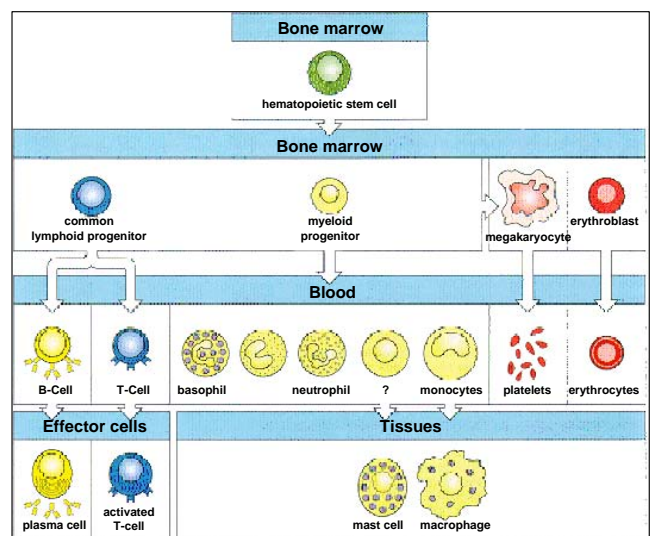 Bone marrow
hematopoietic stem cell
Bone marrow
common
lymphoid progenitor
myeloid
progenitor
megakaryocyte
erythroblast
Blood
B-Cell
T-Cell
basophil
neutrophil
?
monocytes
platelets
erythrocytes
Effector cells
Tissues
plasma cell
activated
T-cell
mast cell
macrophage